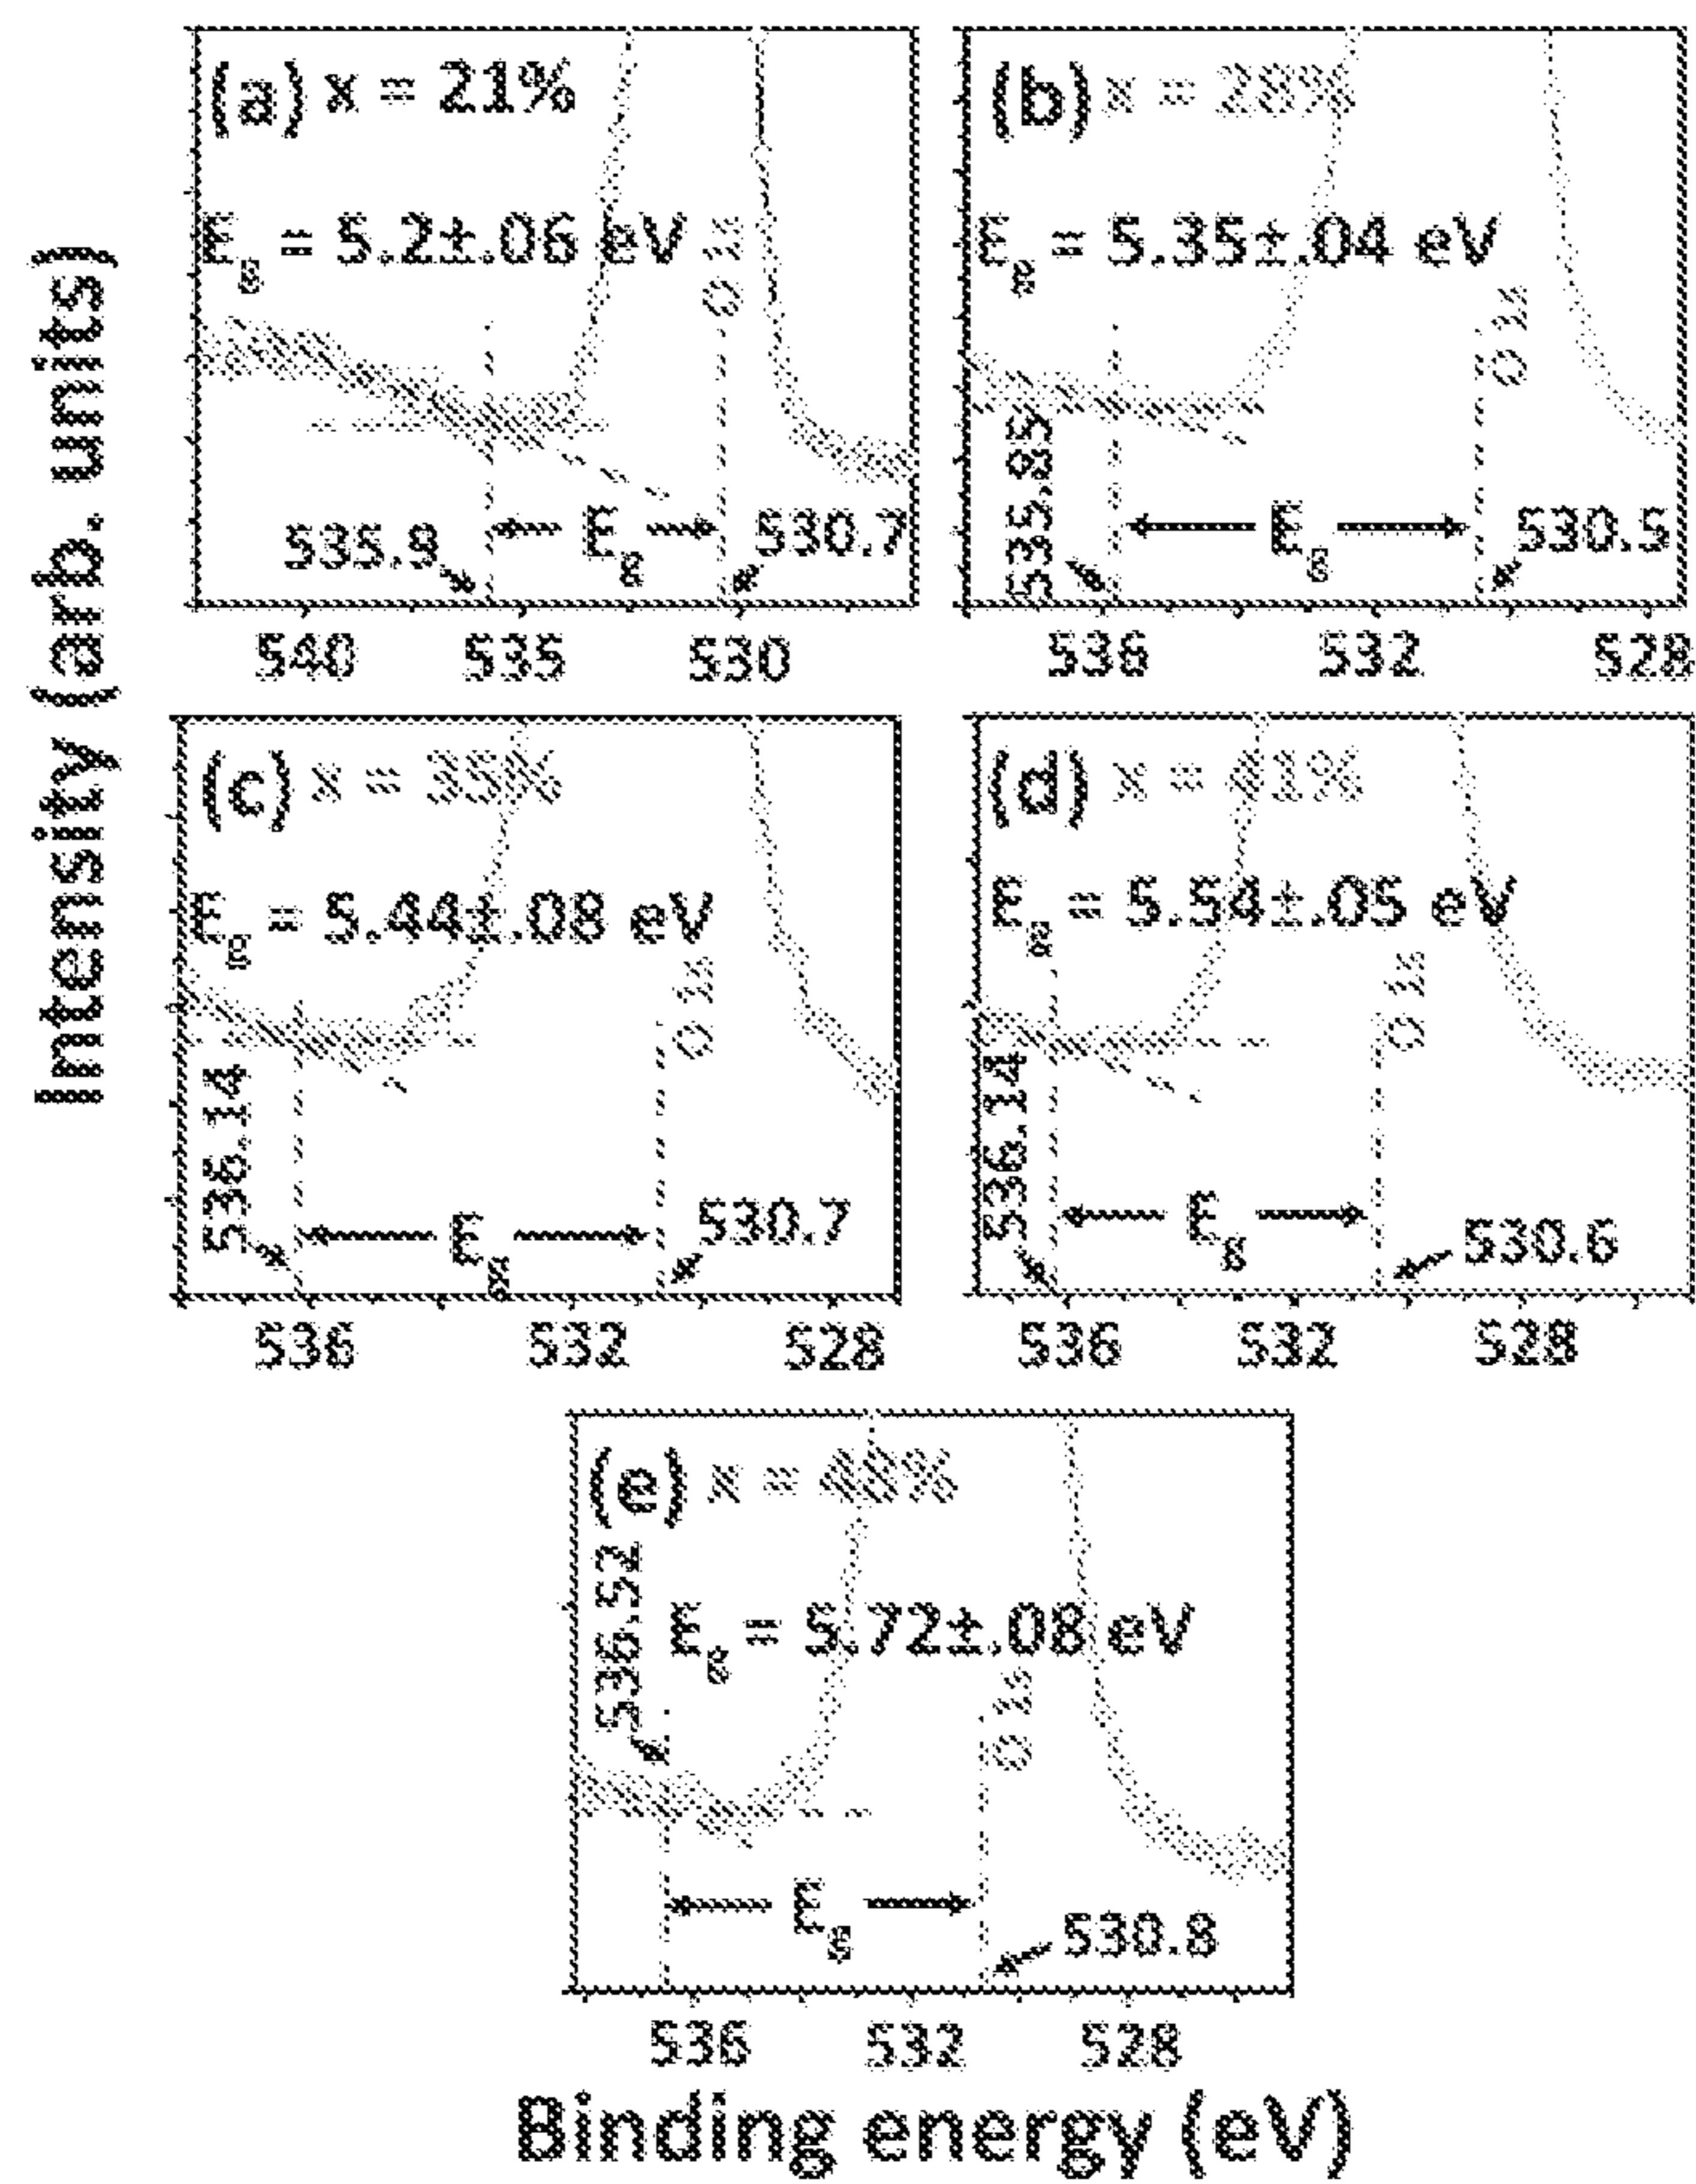 Intensity (arb. units)
(a) x = 21%
Eg = 5.2±.06 eV
O 1s
535.9
Eg
530.7
540 535 530
(b) x = 28%
Eg = 5.35±.04 eV
O 1s
535.85
Eg
530.5
536 532 528
(c) x = 35%
Eg = 5.44±.08 eV
O 1s
536.14
Eg
530.7
536 532 528
(d) x = 41%
Eg = 5.54±.05 eV
O 1s
536.14
Eg
530.6
536 532 528
(e) x = 48%
536.52
Eg = 5.72±.08 eV
O 1s
Eg
530.8
536 532 528
Binding energy (eV)